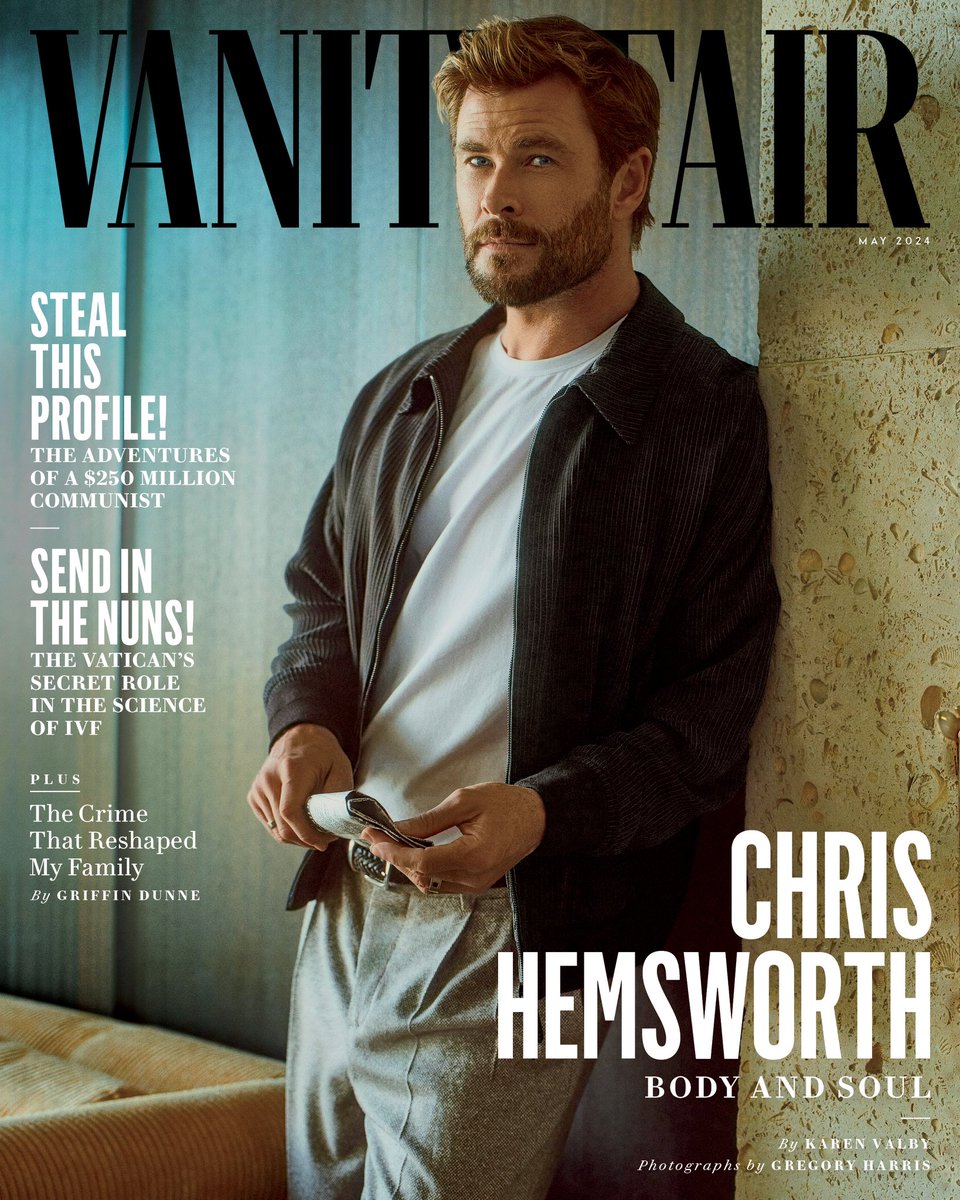 VANITY FAIR
MAY 2024
STEAL
THIS
PROFILE!
THE ADVENTURES
OF A $250 MILLION
COMMUNIST
SEND IN
THE NUNS!
THE VATICAN'S
SECRET ROLE
IN THE SCIENCE
OF IVF
PLUS
The Crime
That Reshaped
My Family
By GRIFFIN DUNNE
CHRIS
HEMSWORTH
BODY AND SOUL
By KAREN VALBY
Photographs by GREGORY HARRIS